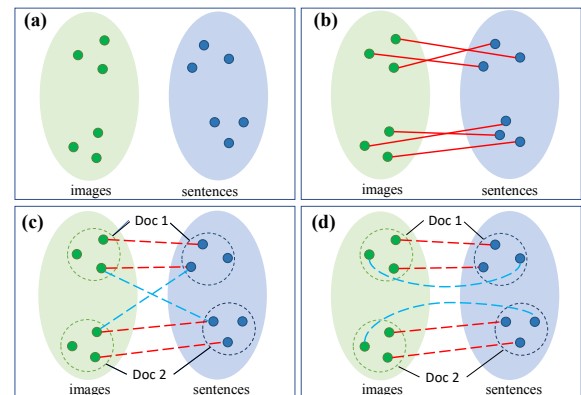 (a)
images
sentences
(b)
images
sentences
(c)
Doc 1
Doc 2
images
sentences
(d)
Doc 1
Doc 2
images
sentences